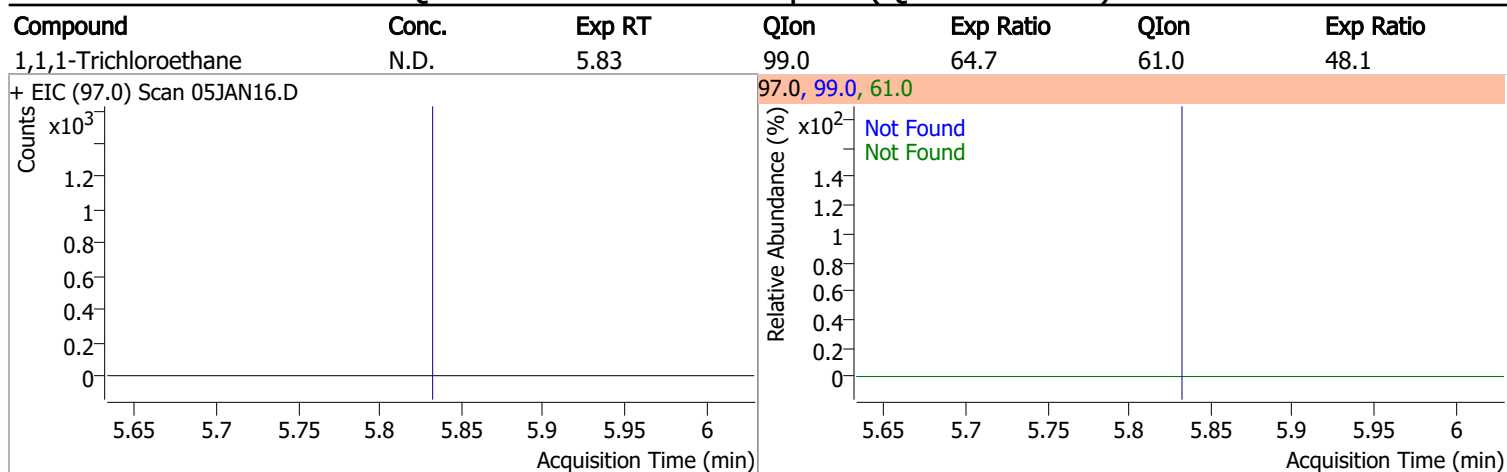 Compound Conc. Exp RT QIon Exp Ratio QIon Exp Ratio
1,1,1-Trichloroethane N.D. 5.83 99.0 64.7 61.0 48.1
+ EIC (97.0) Scan 05JAN16.D
Counts
x10³
1.2
1
0.8
0.6
0.4
0.2
0
5.65 5.7 5.75 5.8 5.85 5.9 5.95 6
Acquisition Time (min)
97.0, 99.0, 61.0
Relative Abundance (%)
x10²
Not Found
Not Found
1.4
1.2
1
0.8
0.6
0.4
0.2
0
5.65 5.7 5.75 5.8 5.85 5.9 5.95 6
Acquisition Time (min)